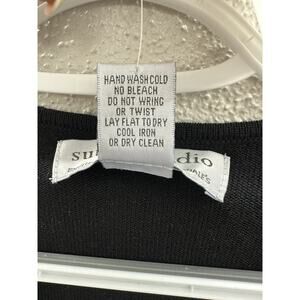 HAND WASH COLD
NO BLEACH
DO NOT WRING
OR TWIST
LAY FLAT TO DRY
COOL IRON
OR DRY CLEAN
su dio